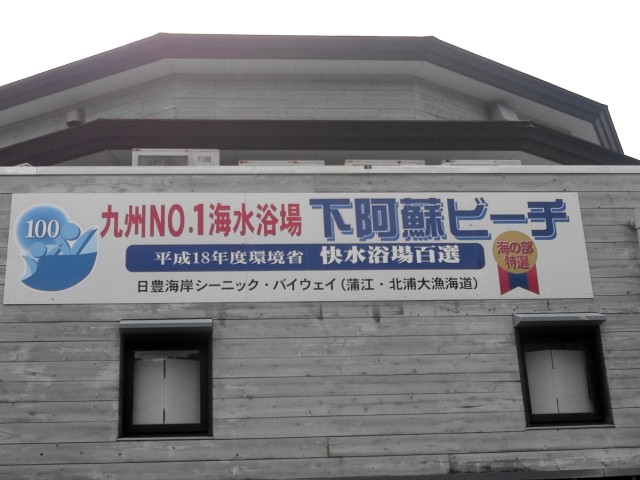 100
九州NO.1海水浴場 下阿蘇ビーチ
平成18年度環境省 快水浴場百選
海の部
特選
日豊海岸シーニック・バイウェイ(蒲江・北浦大漁海道)